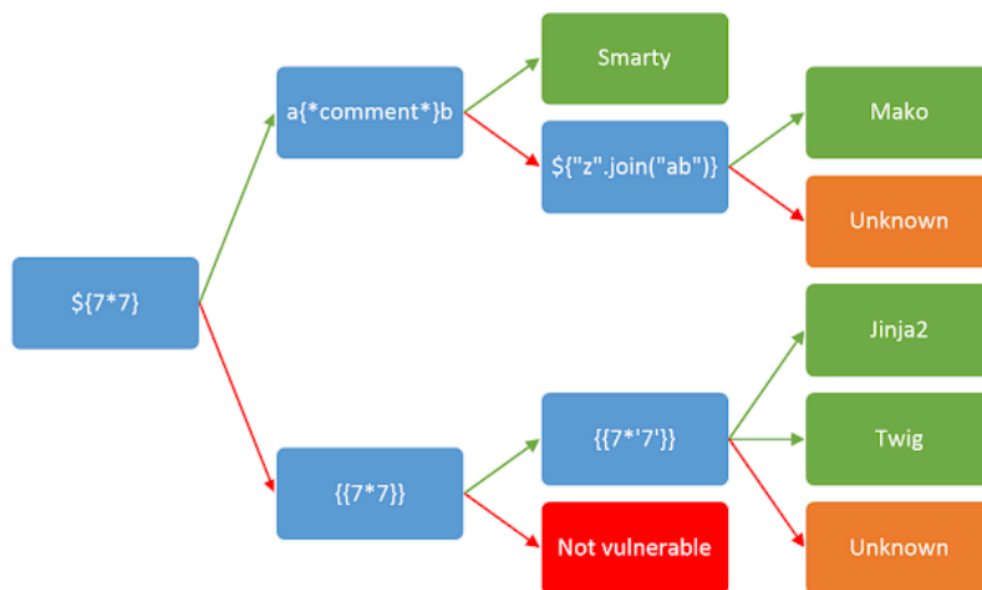 Smarty
a{*comment*}b
Mako
${"z".join("ab")}
Unknown
${7*7}
Jinja2
{{7*'7'}}
Twig
{{7*7}}
Not vulnerable
Unknown